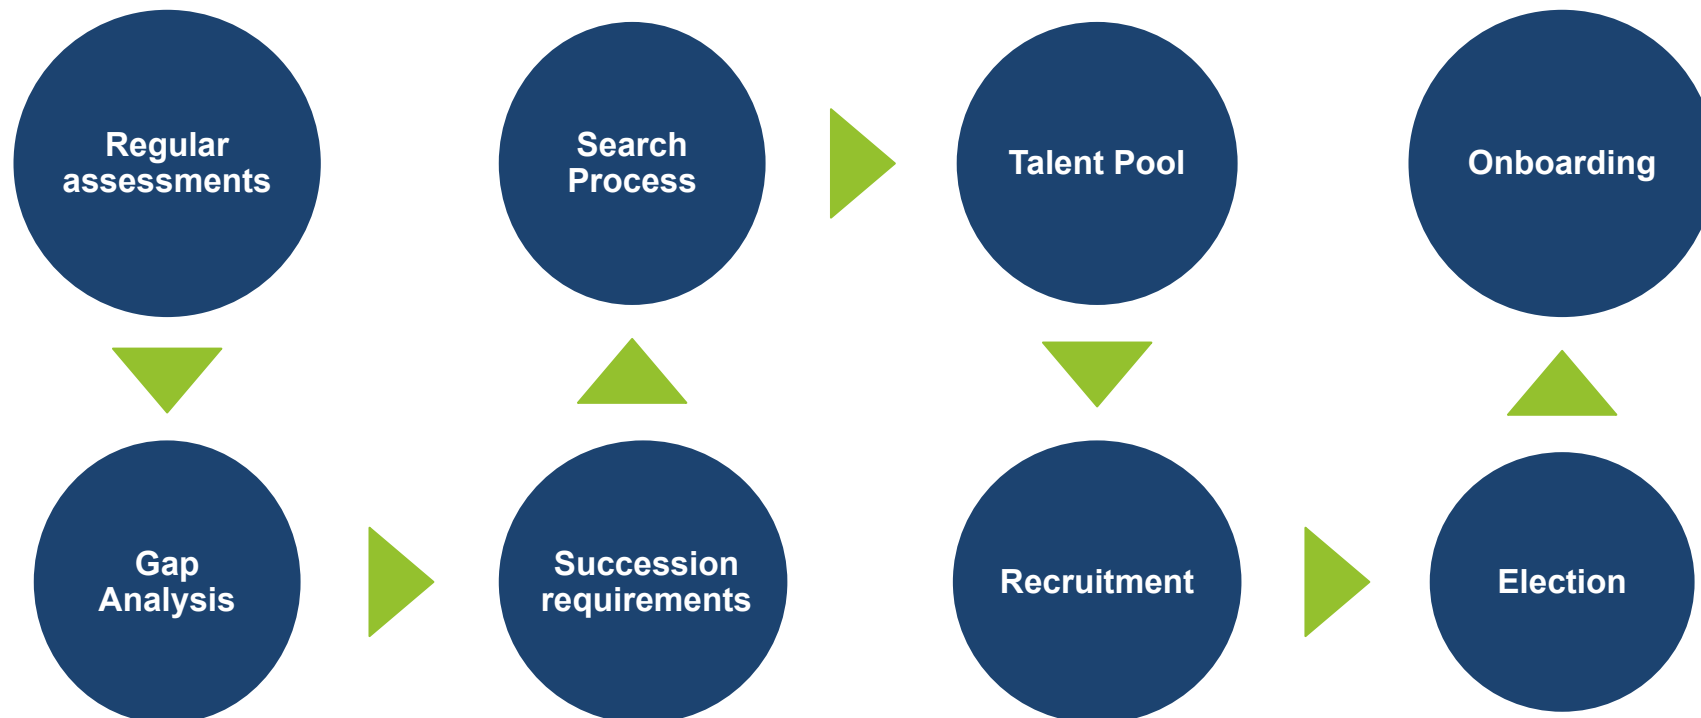 Regular
assessments
Gap
Analysis
Succession
requirements
Search
Process
Talent Pool
Recruitment
Election
Onboarding